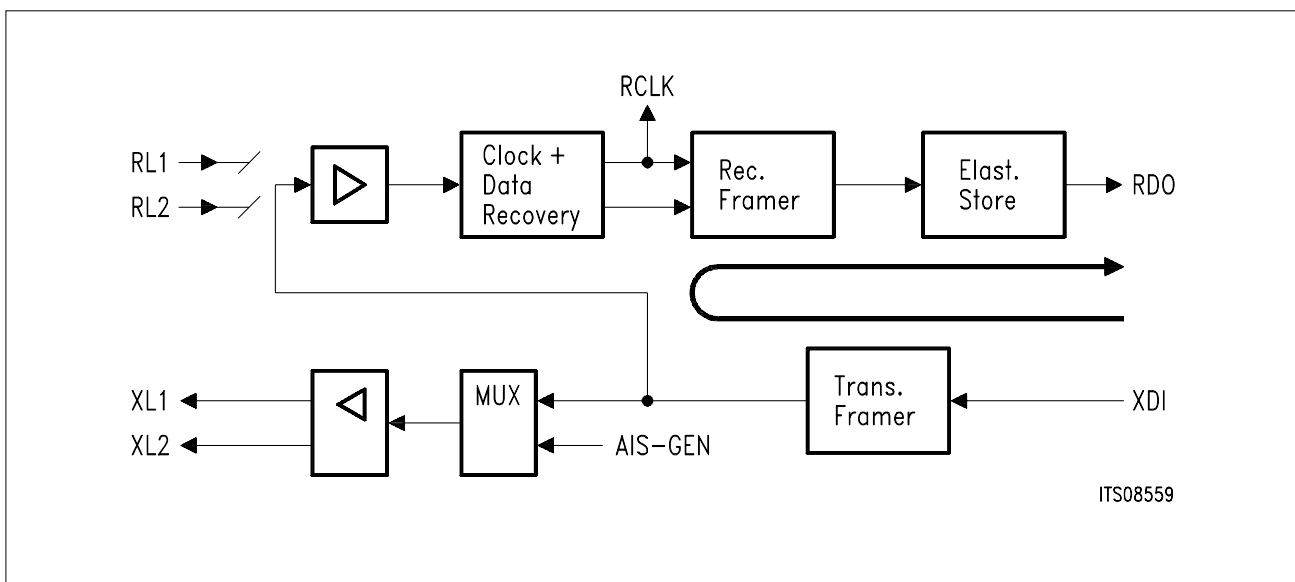 RCLK
RL1
RL2
Clock +
Data
Recovery
Rec.
Framer
Elast.
Store
RDO
XL1
XL2
MUX
AIS-GEN
Trans.
Framer
XDI
ITS08559